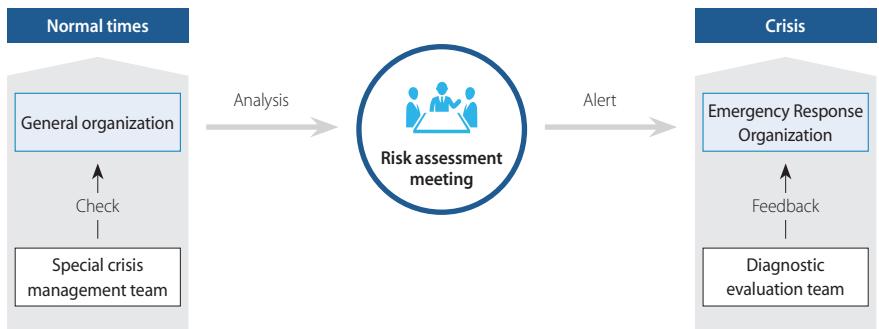 Normal times
General organization
Check
Special crisis
management team
Analysis
Risk assessment
meeting
Alert
Crisis
Emergency Response
Organization
Feedback
Diagnostic
evaluation team